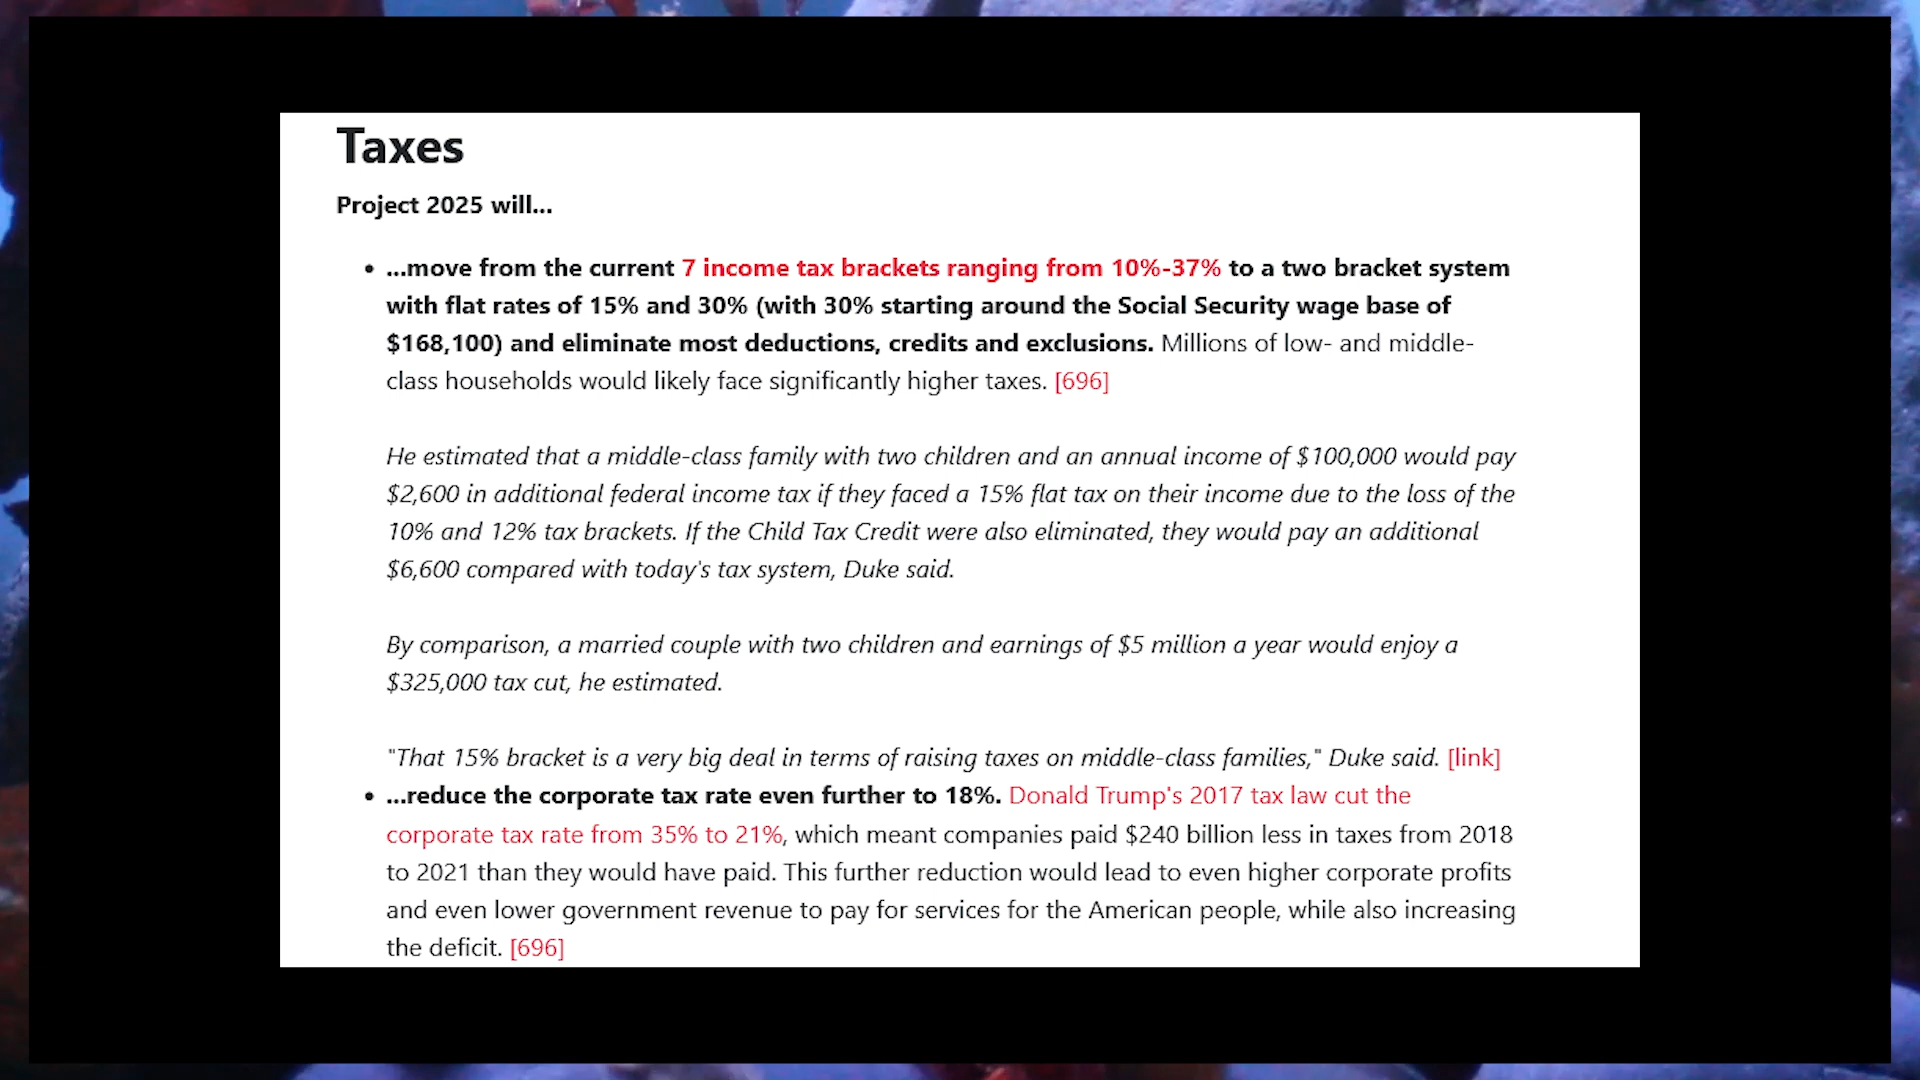 Taxes
Project 2025 will...
• ...move from the current 7 income tax brackets ranging from 10%-37% to a two bracket system
with flat rates of 15% and 30% (with 30% starting around the Social Security wage base of
$168,100) and eliminate most deductions, credits and exclusions. Millions of low- and middle-
class households would likely face significantly higher taxes. [696]
He estimated that a middle-class family with two children and an annual income of $100,000 would pay
$2,600 in additional federal income tax if they faced a 15% flat tax on their income due to the loss of the
10% and 12% tax brackets. If the Child Tax Credit were also eliminated, they would pay an additional
$6,600 compared with today's tax system, Duke said.
By comparison, a married couple with two children and earnings of $5 million a year would enjoy a
$325,000 tax cut, he estimated.
"That 15% bracket is a very big deal in terms of raising taxes on middle-class families," Duke said. [link]
• ...reduce the corporate tax rate even further to 18%. Donald Trump's 2017 tax law cut the
corporate tax rate from 35% to 21%, which meant companies paid $240 billion less in taxes from 2018
to 2021 than they would have paid. This further reduction would lead to even higher corporate profits
and even lower government revenue to pay for services for the American people, while also increasing
the deficit. [696]